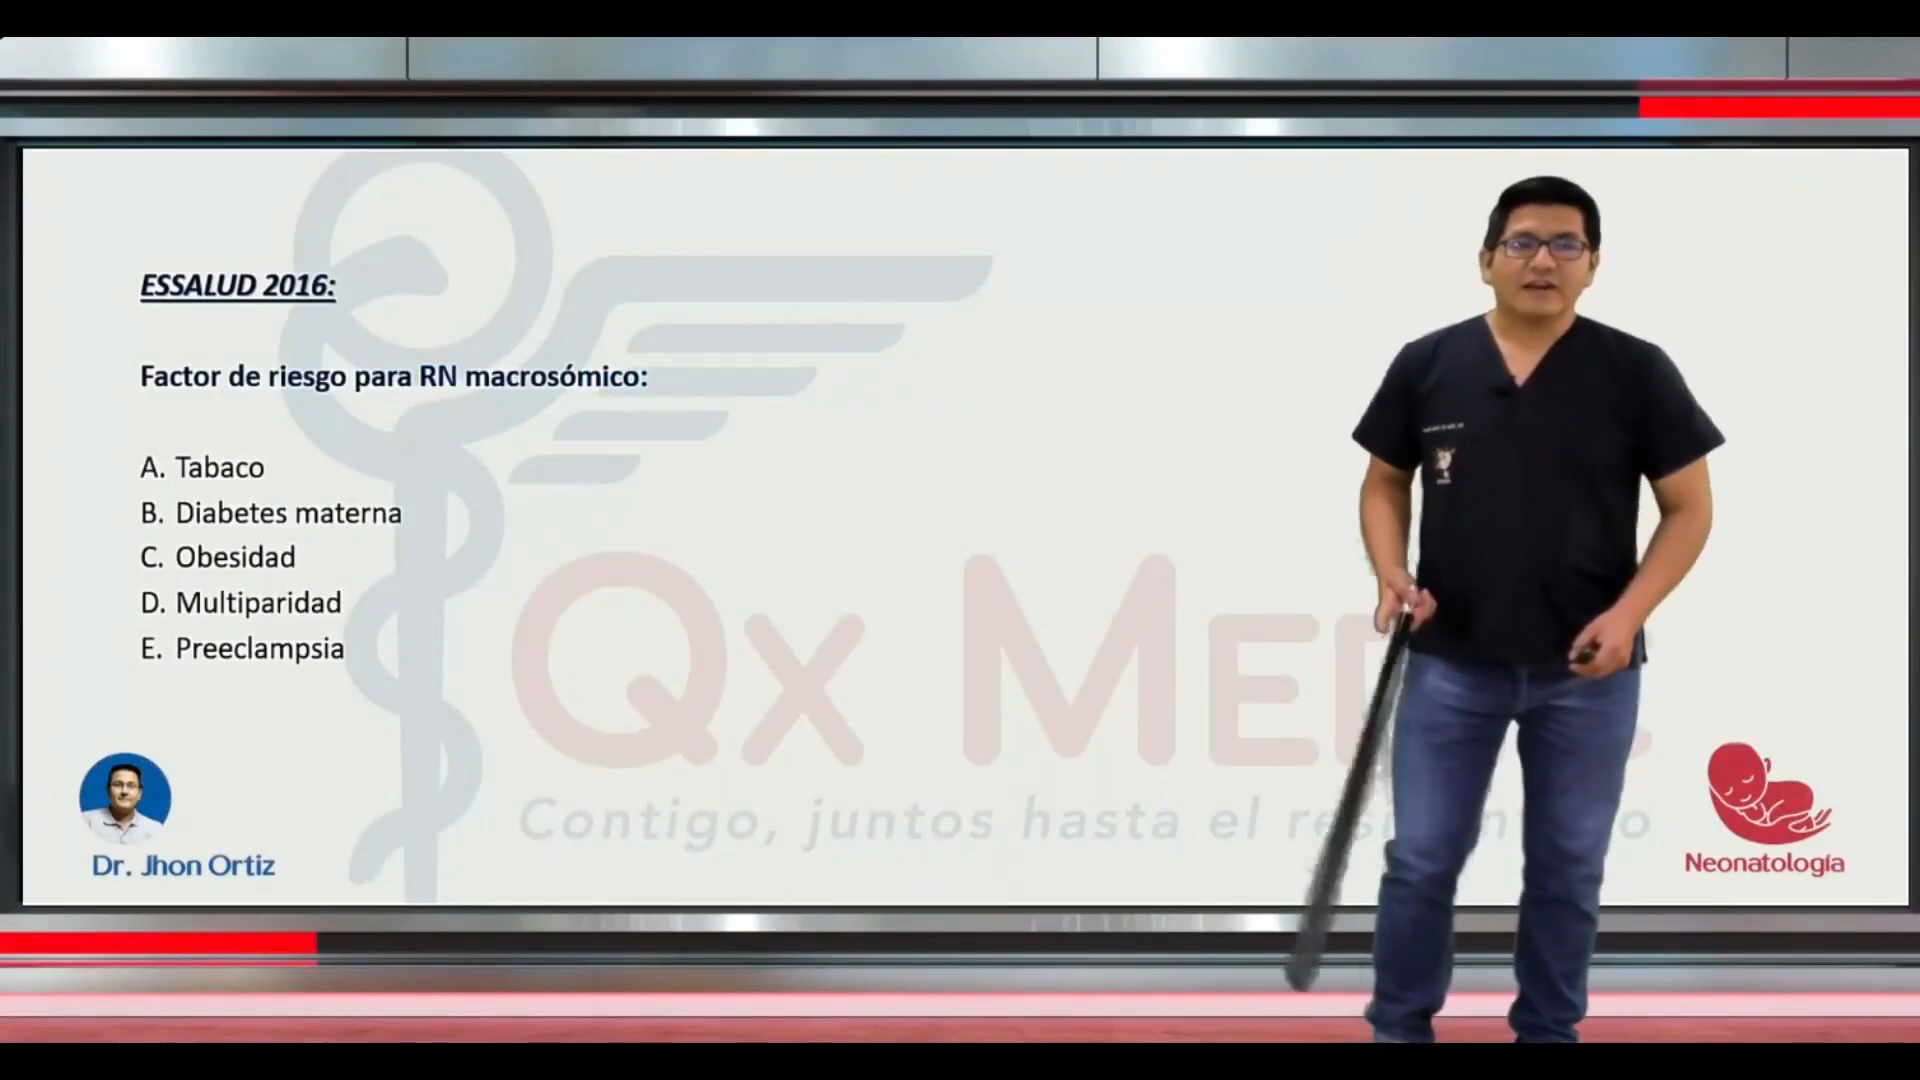 ESSALUD 2016:
Factor de riesgo para RN macrosómico:
A. Tabaco
B. Diabetes materna
C. Obesidad
D. Multiparidad
E. Preeclampsia
Qx Med
Contigo, juntos hasta el
Dr. Jhon Ortiz
Neonatología